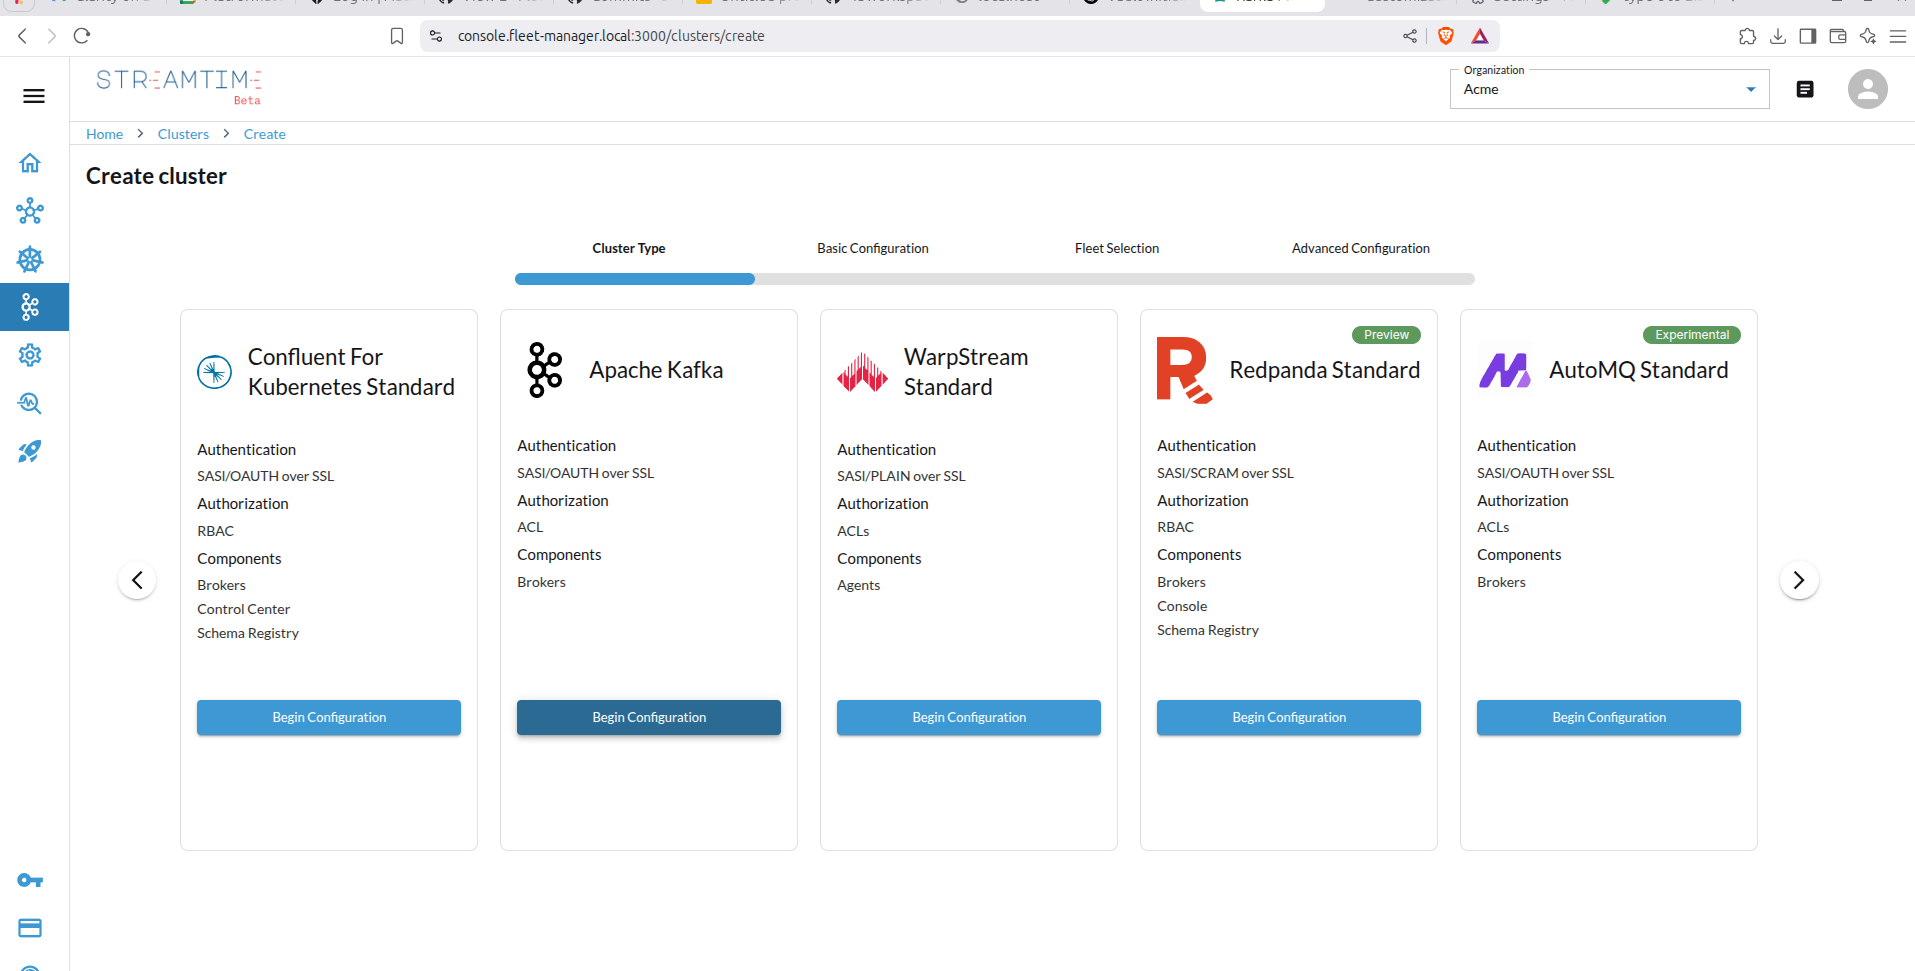 console.fleet-manager.local:3000/clusters/create
STREAMTIME
Beta
Organization
Acme
Home > Clusters > Create
Create cluster
Cluster Type
Basic Configuration
Fleet Selection
Advanced Configuration
Confluent For
Kubernetes Standard
Authentication
SASI/OAUTH over SSL
Authorization
RBAC
Components
Brokers
Control Center
Schema Registry
Begin Configuration
Apache Kafka
Authentication
SASI/OAUTH over SSL
Authorization
ACL
Components
Brokers
Begin Configuration
WarpStream
Standard
Authentication
SASI/PLAIN over SSL
Authorization
ACLs
Components
Agents
Begin Configuration
Preview
Redpanda Standard
Authentication
SASI/SCRAM over SSL
Authorization
RBAC
Components
Brokers
Console
Schema Registry
Begin Configuration
Experimental
AutoMQ Standard
Authentication
SASI/OAUTH over SSL
Authorization
ACLs
Components
Brokers
Begin Configuration